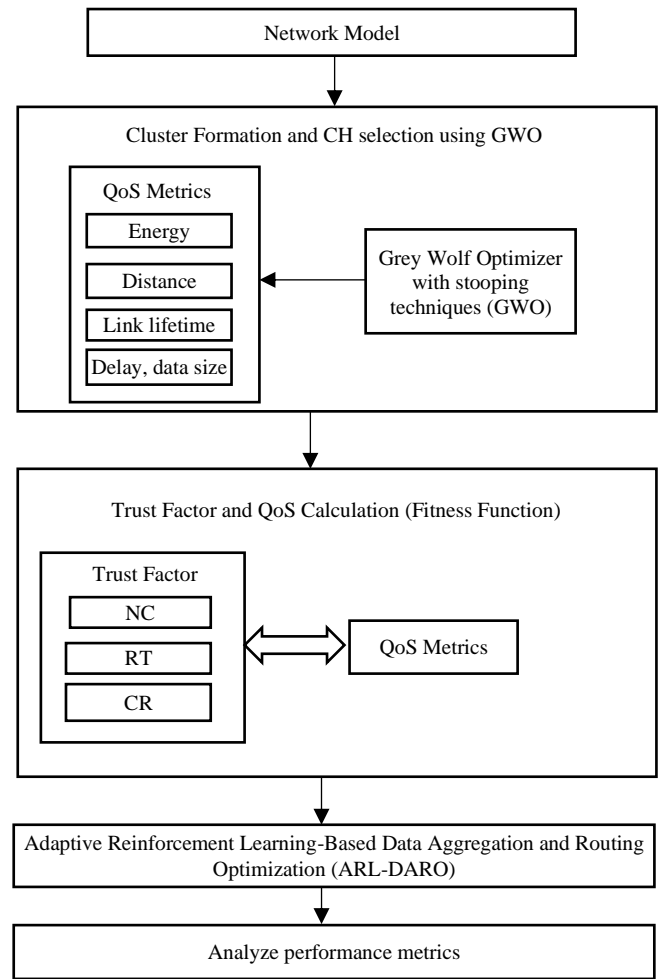 Network Model
Cluster Formation and CH selection using GWO
QoS Metrics
Energy
Distance
Link lifetime
Delay, data size
Grey Wolf Optimizer
with stooping
techniques (GWO)
Trust Factor and QoS Calculation (Fitness Function)
Trust Factor
NC
RT
CR
QoS Metrics
Adaptive Reinforcement Learning-Based Data Aggregation and Routing
Optimization (ARL-DARO)
Analyze performance metrics